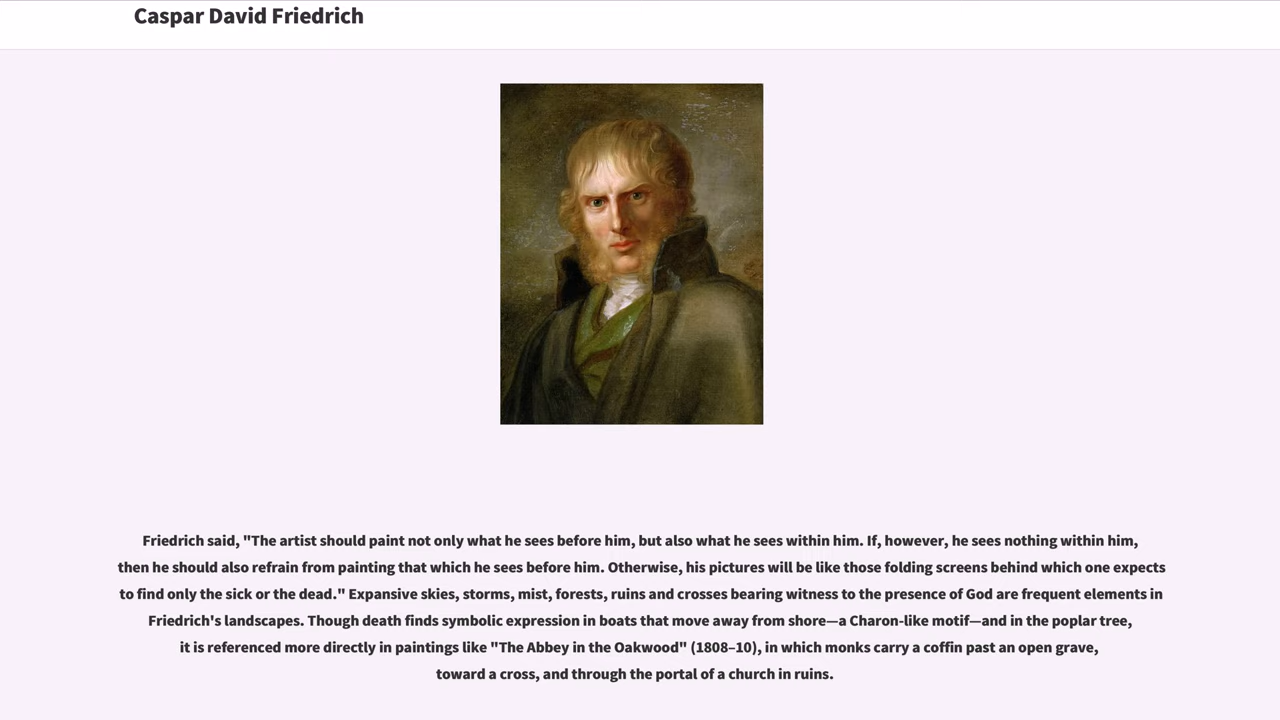 Caspar David Friedrich
Friedrich said, "The artist should paint not only what he sees before him, but also what he sees within him. If, however, he sees nothing within him,
then he should also refrain from painting that which he sees before him. Otherwise, his pictures will be like those folding screens behind which one expects
to find only the sick or the dead." Expansive skies, storms, mist, forests, ruins and crosses bearing witness to the presence of God are frequent elements in
Friedrich's landscapes. Though death finds symbolic expression in boats that move away from shore—a Charon-like motif—and in the poplar tree,
it is referenced more directly in paintings like "The Abbey in the Oakwood" (1808–10), in which monks carry a coffin past an open grave,
toward a cross, and through the portal of a church in ruins.